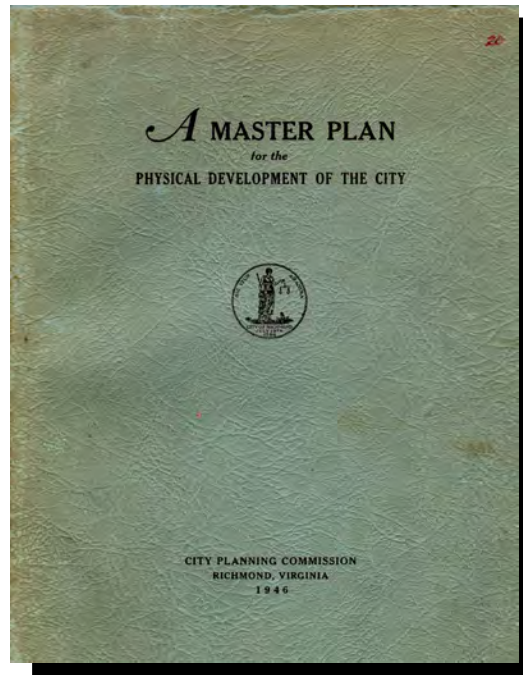 20
A MASTER PLAN
for the
PHYSICAL DEVELOPMENT OF THE CITY
CITY PLANNING COMMISSION
RICHMOND, VIRGINIA
1946